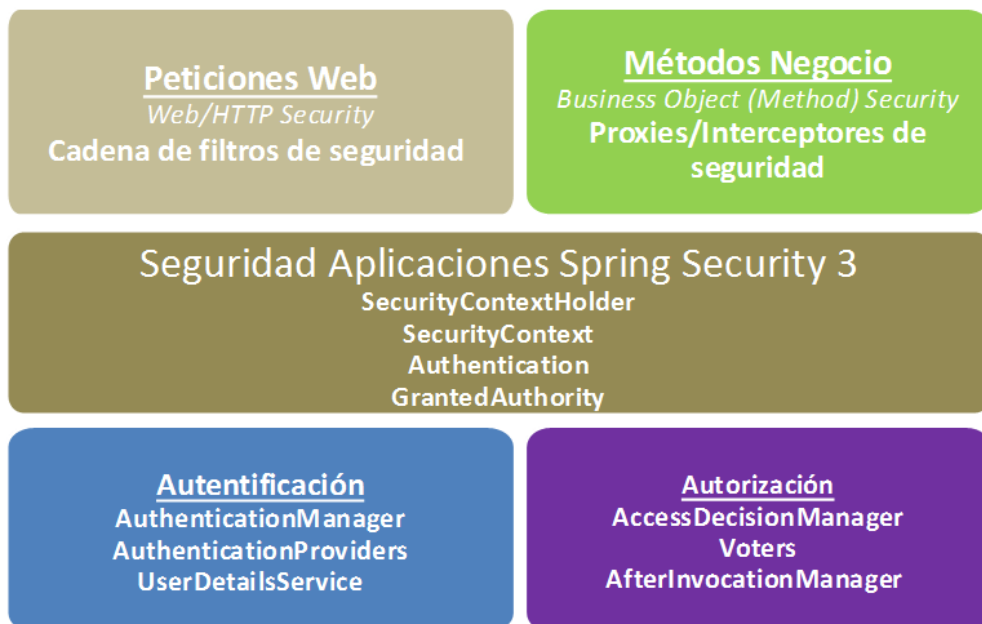 Peticiones Web
Web/HTTP Security
Cadena de filtros de seguridad
Métodos Negocio
Business Object (Method) Security
Proxies/Interceptores de
seguridad
Seguridad Aplicaciones Spring Security 3
SecurityContextHolder
SecurityContext
Authentication
GrantedAuthority
Autentificación
AuthenticationManager
AuthenticationProviders
UserDetailsService
Autorización
AccessDecisionManager
Voters
AfterInvocationManager